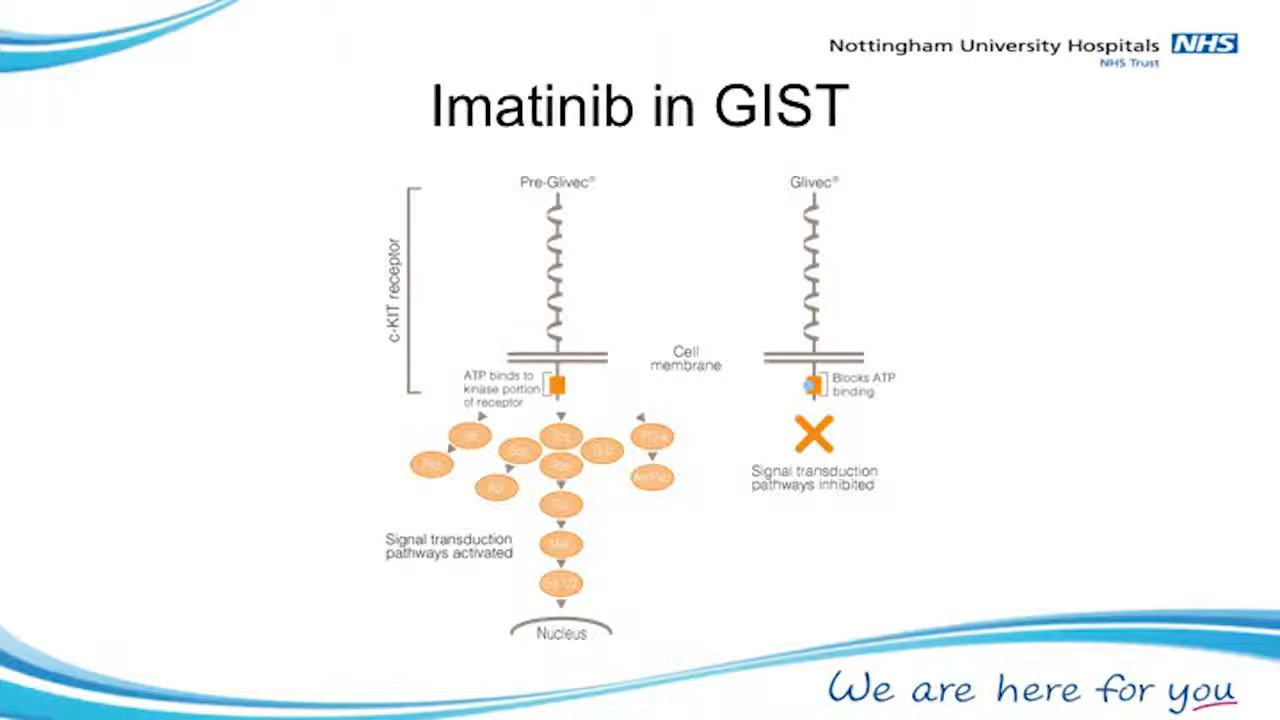 Nottingham University Hospitals NHS
NHS Trust
Imatinib in GIST
Pre-Glivec®
Glivec®
c-KIT receptor
Cell
membrane
ATP binds to
kinase portion
of receptor
Blocks ATP
binding
Signal transduction
pathways inhibited
Signal transduction
pathways activated
Nucleus
We are here for you